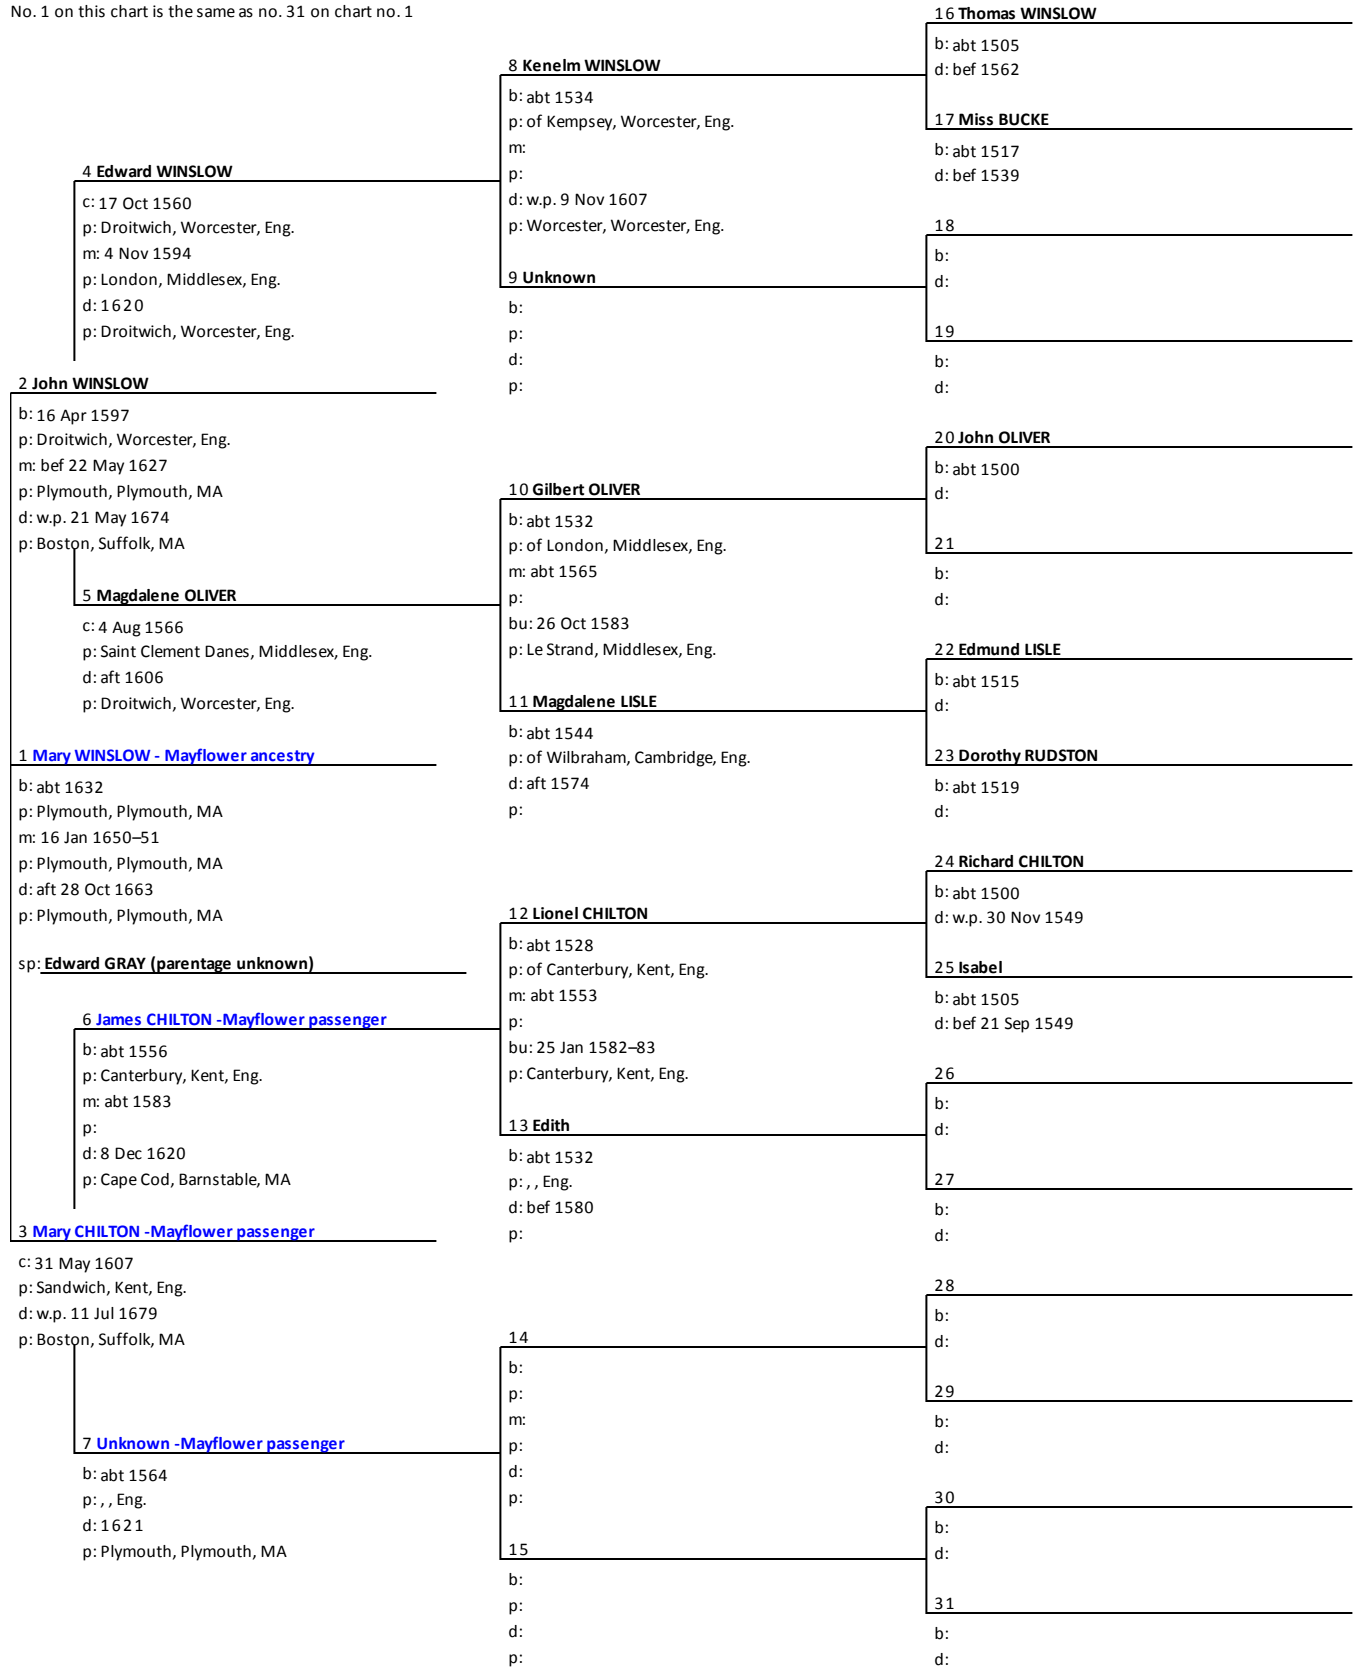 No. 1 on this chart is the same as no. 31 on chart no. 1
16 Thomas WINSLOW
b: abt 1505
d: bef 1562
8 Kenelm WINSLOW
b: abt 1534
p: of Kempsey, Worcester, Eng.
m:
p:
d: w.p. 9 Nov 1607
p: Worcester, Worcester, Eng.
17 Miss BUCKE
b: abt 1517
d: bef 1539
4 Edward WINSLOW
c: 17 Oct 1560
p: Droitwich, Worcester, Eng.
m: 4 Nov 1594
p: London, Middlesex, Eng.
d: 1620
p: Droitwich, Worcester, Eng.
18
b:
d:
9 Unknown
b:
p:
d:
p:
19
b:
d:
2 John WINSLOW
b: 16 Apr 1597
p: Droitwich, Worcester, Eng.
m: bef 22 May 1627
p: Plymouth, Plymouth, MA
d: w.p. 21 May 1674
p: Boston, Suffolk, MA
20 John OLIVER
b: abt 1500
d:
10 Gilbert OLIVER
b: abt 1532
p: of London, Middlesex, Eng.
m: abt 1565
p:
bu: 26 Oct 1583
p: Le Strand, Middlesex, Eng.
21
b:
d:
5 Magdalene OLIVER
c: 4 Aug 1566
p: Saint Clement Danes, Middlesex, Eng.
d: aft 1606
p: Droitwich, Worcester, Eng.
22 Edmund LISLE
b: abt 1515
d:
11 Magdalene LISLE
b: abt 1544
p: of Wilbraham, Cambridge, Eng.
d: aft 1574
p:
23 Dorothy RUDSTON
b: abt 1519
d:
1 Mary WINSLOW - Mayflower ancestry
b: abt 1632
p: Plymouth, Plymouth, MA
m: 16 Jan 1650–51
p: Plymouth, Plymouth, MA
d: aft 28 Oct 1663
p: Plymouth, Plymouth, MA
sp: Edward GRAY (parentage unknown)
24 Richard CHILTON
b: abt 1500
d: w.p. 30 Nov 1549
12 Lionel CHILTON
b: abt 1528
p: of Canterbury, Kent, Eng.
m: abt 1553
p:
bu: 25 Jan 1582–83
p: Canterbury, Kent, Eng.
25 Isabel
b: abt 1505
d: bef 21 Sep 1549
6 James CHILTON -Mayflower passenger
b: abt 1556
p: Canterbury, Kent, Eng.
m: abt 1583
p:
d: 8 Dec 1620
p: Cape Cod, Barnstable, MA
26
b:
d:
13 Edith
b: abt 1532
p: , , Eng.
d: bef 1580
p:
27
b:
d:
3 Mary CHILTON -Mayflower passenger
c: 31 May 1607
p: Sandwich, Kent, Eng.
d: w.p. 11 Jul 1679
p: Boston, Suffolk, MA
28
b:
d:
14
b:
p:
m:
p:
d:
p:
29
b:
d:
7 Unknown -Mayflower passenger
b: abt 1564
p: , , Eng.
d: 1621
p: Plymouth, Plymouth, MA
30
b:
d:
15
b:
p:
d:
p:
31
b:
d: